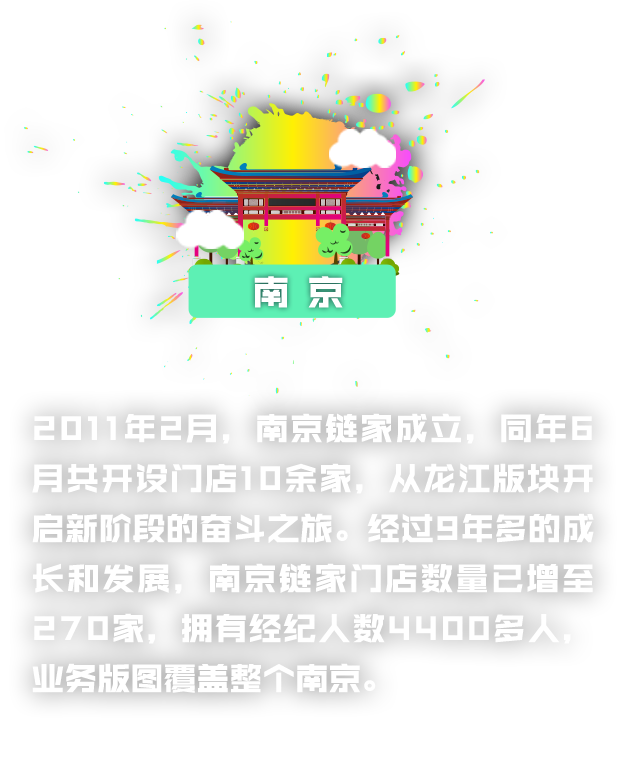 南京
2011年2月，南京链家成立，同年6
月共开设门店10余家，从龙江版块开
启新阶段的奋斗之旅。经过9年多的成
长和发展，南京链家门店数量已增至
270家，拥有经纪人数4400多人，
业务版图覆盖整个南京。